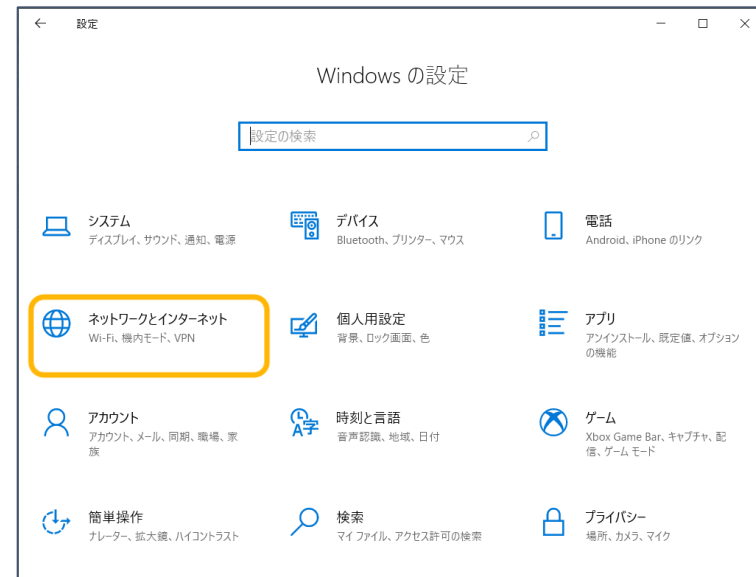 設定
Windows の設定
設定の検索
システム
ディスプレイ、サウンド、通知、電源
デバイス
Bluetooth、プリンター、マウス
電話
Android、iPhone のリンク
ネットワークとインターネット
Wi-Fi、機内モード、VPN
個人用設定
背景、ロック画面、色
アプリ
アンインストール、既定値、オプション
の機能
アカウント
アカウント、メール、同期、職場、家
族
時刻と言語
音声認識、地域、日付
ゲーム
Xbox Game Bar、キャプチャ、配
信、ゲーム モード
簡単操作
ナレーター、拡大鏡、ハイコントラスト
検索
マイ ファイル、アクセス許可の検索
プライバシー
場所、カメラ、マイク